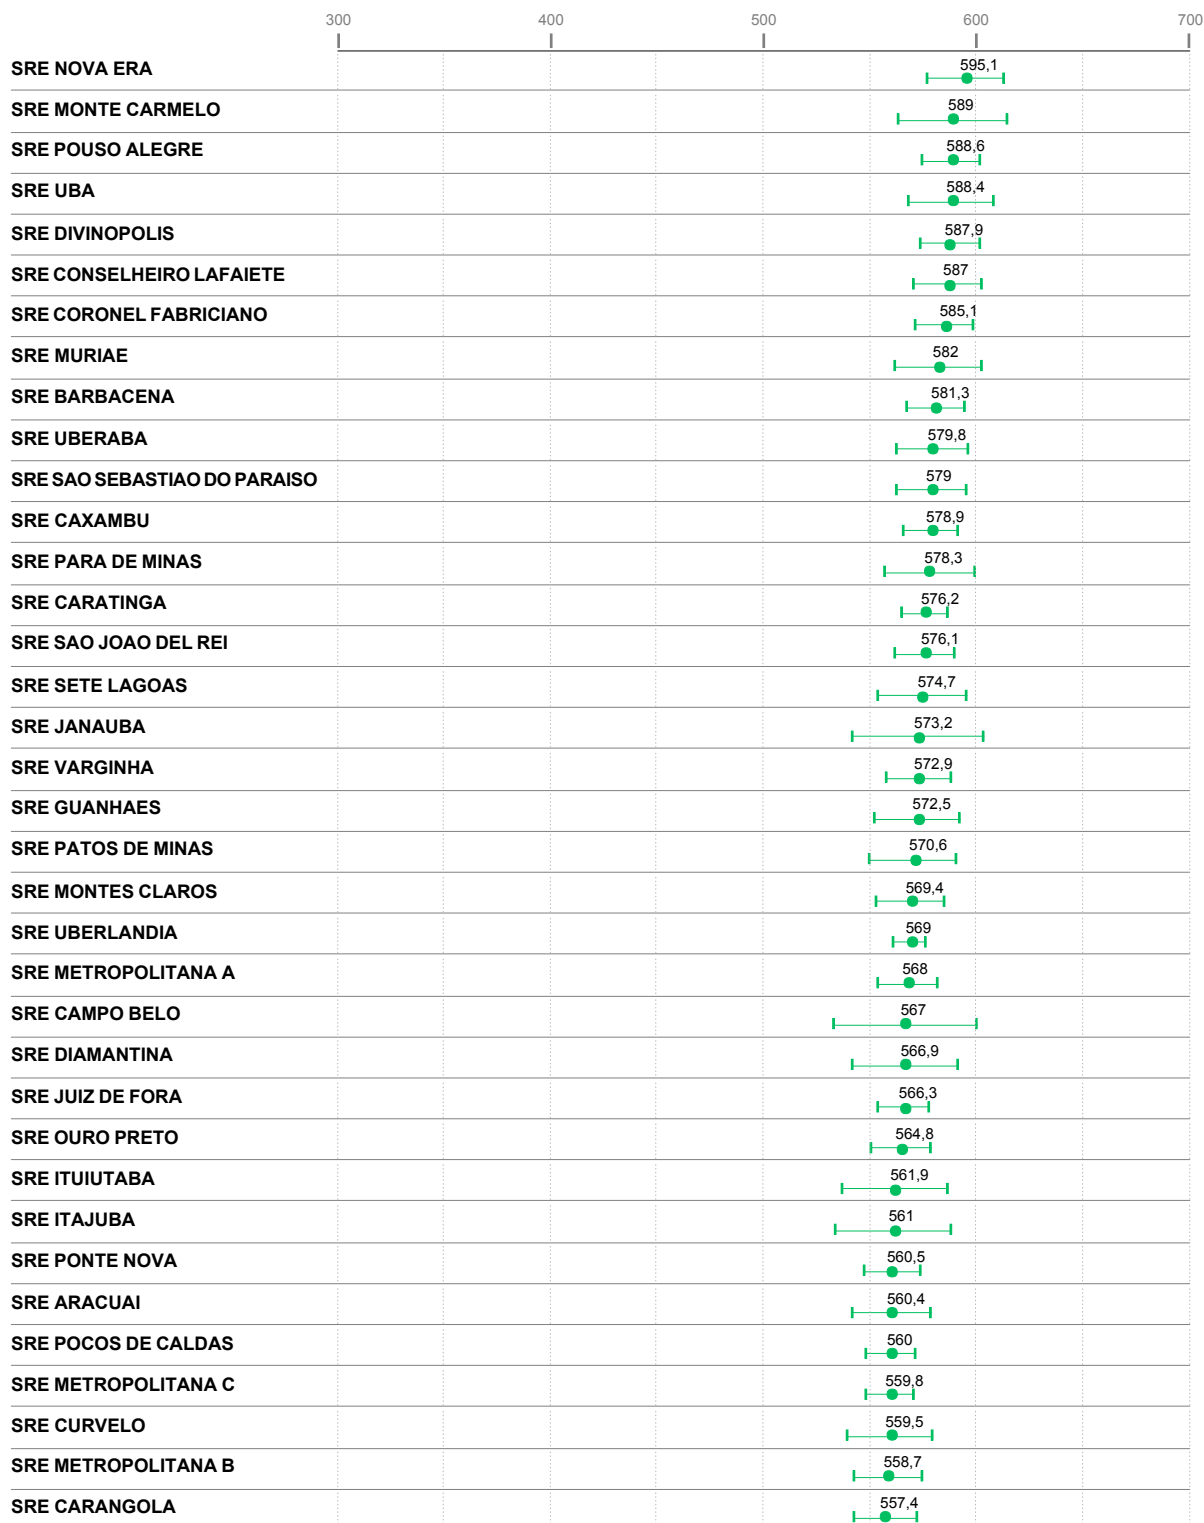 300 400 500 600 700
SRE NOVA ERA 595,1
SRE MONTE CARMELO 589
SRE POUSO ALEGRE 588,6
SRE UBA 588,4
SRE DIVINOPOLIS 587,9
SRE CONSELHEIRO LAFAIETE 587
SRE CORONEL FABRICIANO 585,1
SRE MURIAE 582
SRE BARBACENA 581,3
SRE UBERABA 579,8
SRE SAO SEBASTIAO DO PARAISO 579
SRE CAXAMBU 578,9
SRE PARA DE MINAS 578,3
SRE CARATINGA 576,2
SRE SAO JOAO DEL REI 576,1
SRE SETE LAGOAS 574,7
SRE JANAUBA 573,2
SRE VARGINHA 572,9
SRE GUANHAES 572,5
SRE PATOS DE MINAS 570,6
SRE MONTES CLAROS 569,4
SRE UBERLANDIA 569
SRE METROPOLITANA A 568
SRE CAMPO BELO 567
SRE DIAMANTINA 566,9
SRE JUIZ DE FORA 566,3
SRE OURO PRETO 564,8
SRE ITUIUTABA 561,9
SRE ITAJUBA 561
SRE PONTE NOVA 560,5
SRE ARACUAI 560,4
SRE POCOS DE CALDAS 560
SRE METROPOLITANA C 559,8
SRE CURVELO 559,5
SRE METROPOLITANA B 558,7
SRE CARANGOLA 557,4